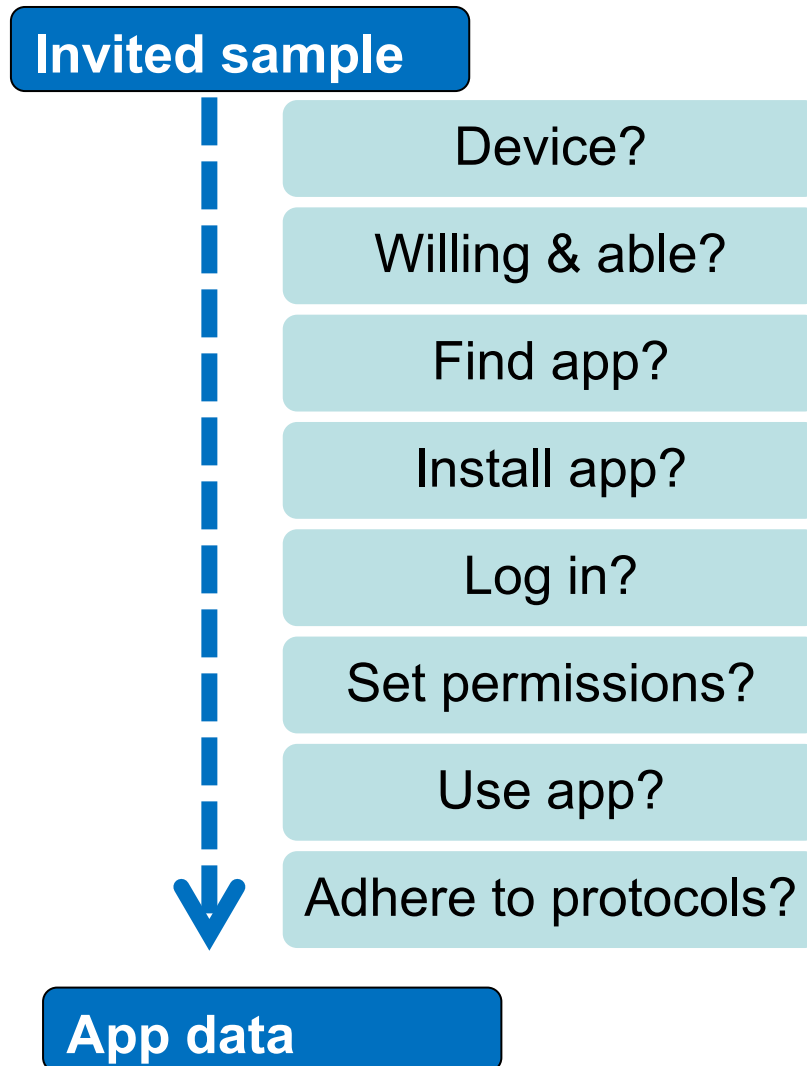 Invited sample
Device?
Willing & able?
Find app?
Install app?
Log in?
Set permissions?
Use app?
Adhere to protocols?
App data